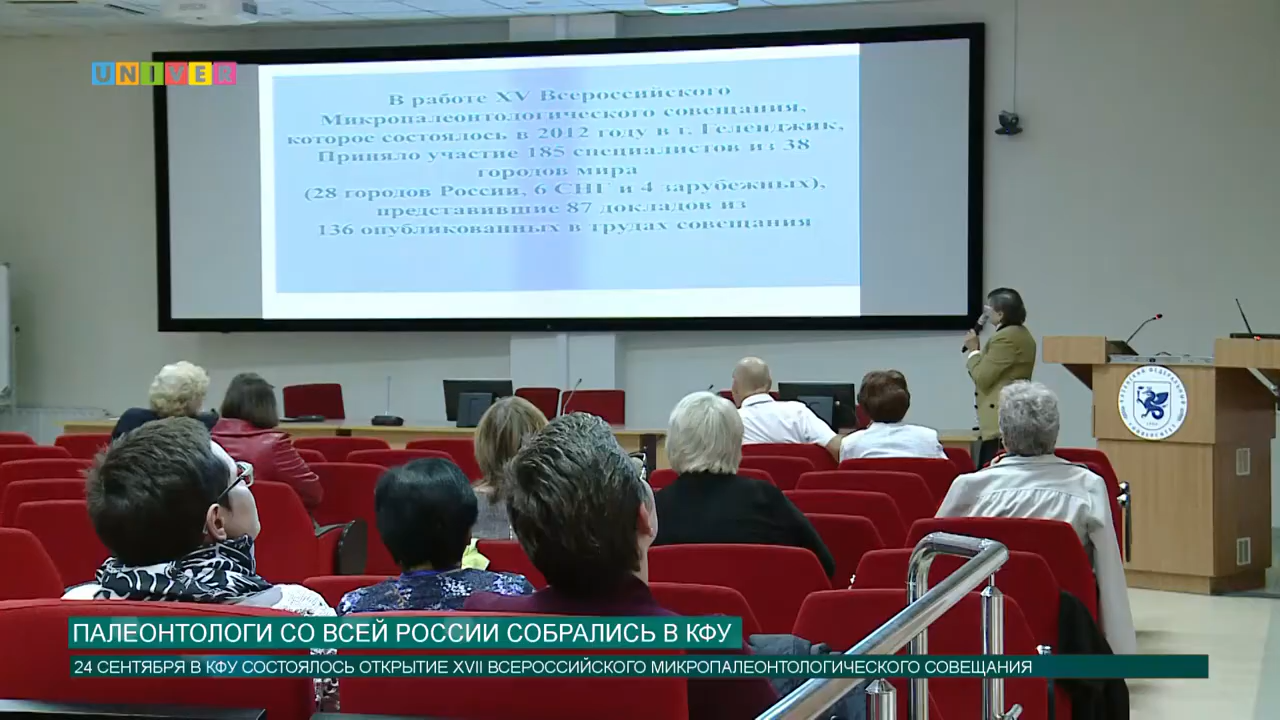 UNIVER
В работе XV Всероссийского
Микропалеонтологического совещания,
которое состоялось в 2012 году в г. Геленджик,
Приняло участие 185 специалистов из 38
городов мира
(28 городов России, 6 СНГ и 4 зарубежных),
представившие 87 докладов из
136 опубликованных в трудах совещания
ПАЛЕОНТОЛОГИ СО ВСЕЙ РОССИИ СОБРАЛИСЬ В КФУ
24 СЕНТЯБРЯ В КФУ СОСТОЯЛОСЬ ОТКРЫТИЕ XVII ВСЕРОССИЙСКОГО МИКРОПАЛЕОНТОЛОГИЧЕСКОГО СОВЕЩАНИЯ